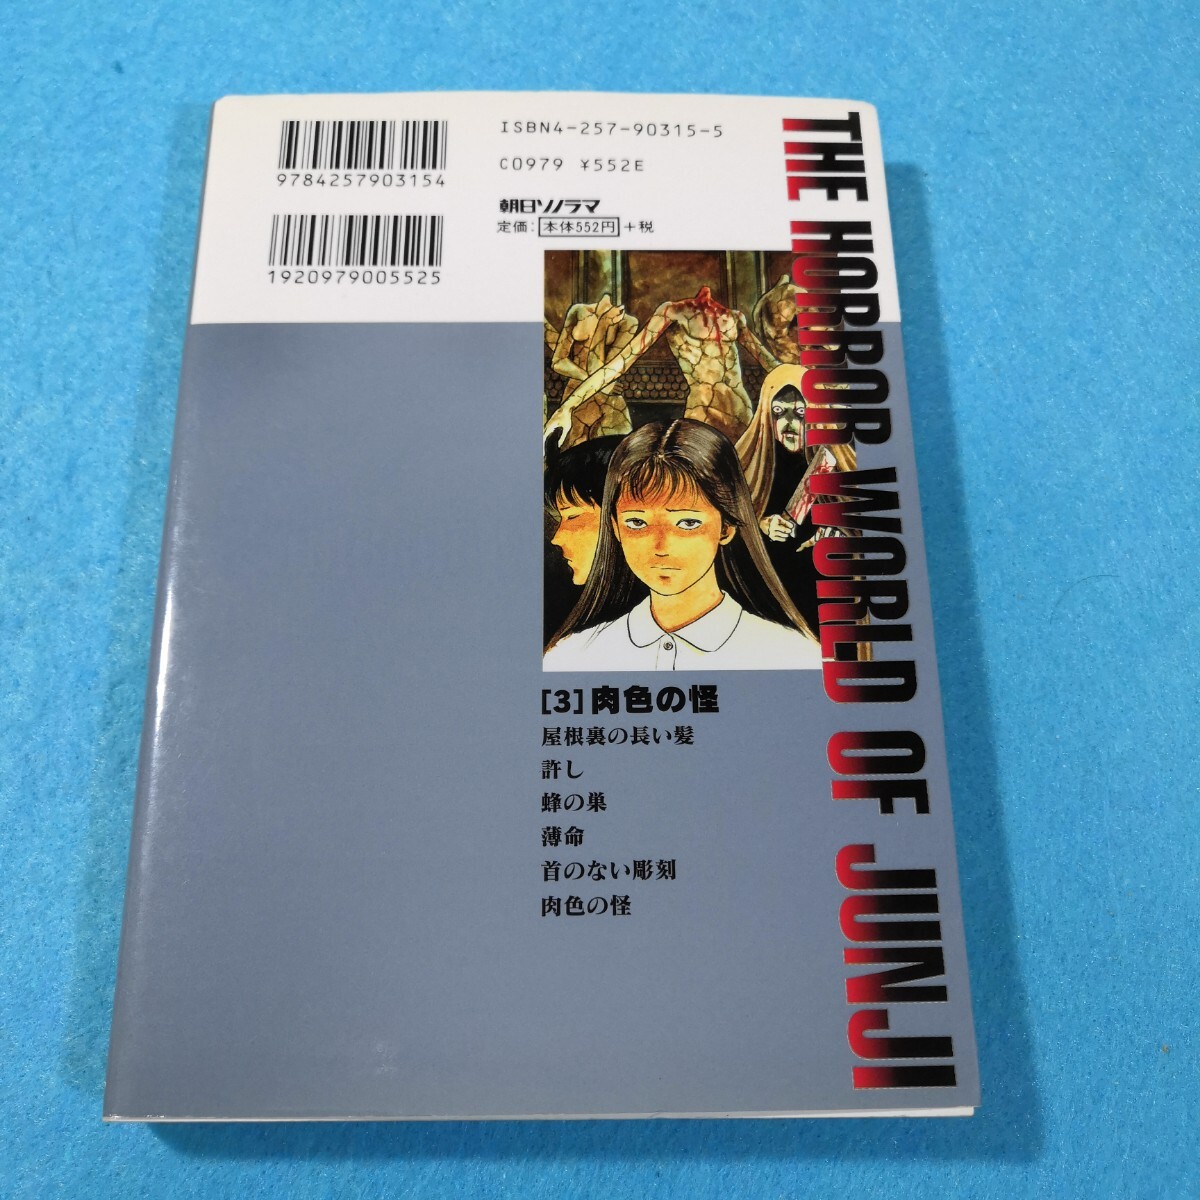 ISBN4-257-90315-5
9784257903154
C0979 ¥552E
朝日ソノラマ
定価:本体552円+税
1920979005525
THE HORROR WORLD OF JUNJI
[3]肉色の怪
屋根裏の長い髪
許し
蜂の巣
薄命
首のない彫刻
肉色の怪